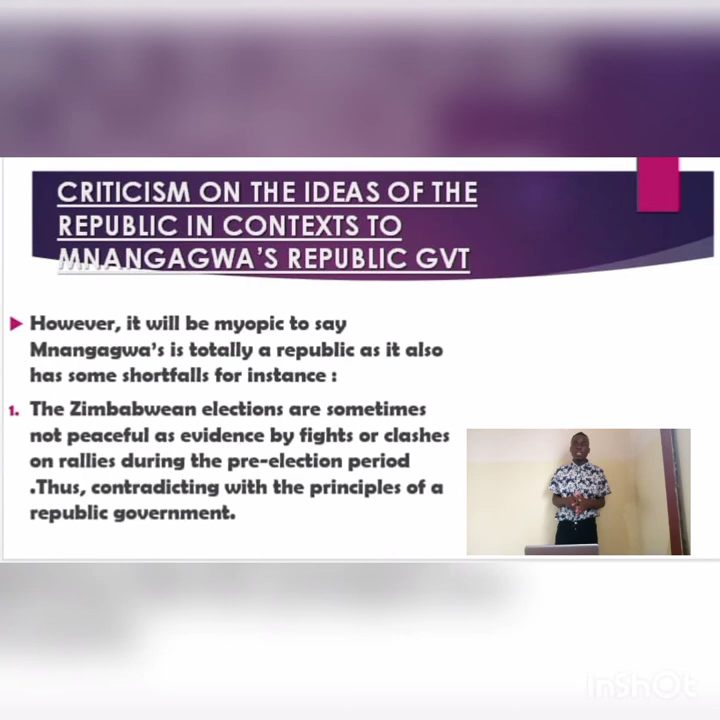 CRITICISM ON THE IDEAS OF THE
REPUBLIC IN CONTEXTS TO
MNANGAGWA'S REPUBLIC GVT
However, it will be myopic to say
Mnangagwa's is totally a republic as it also
has some shortfalls for instance :
1. The Zimbabwean elections are sometimes
not peaceful as evidence by fights or clashes
on rallies during the pre-election period
.Thus, contradicting with the principles of a
republic government.
InShOt